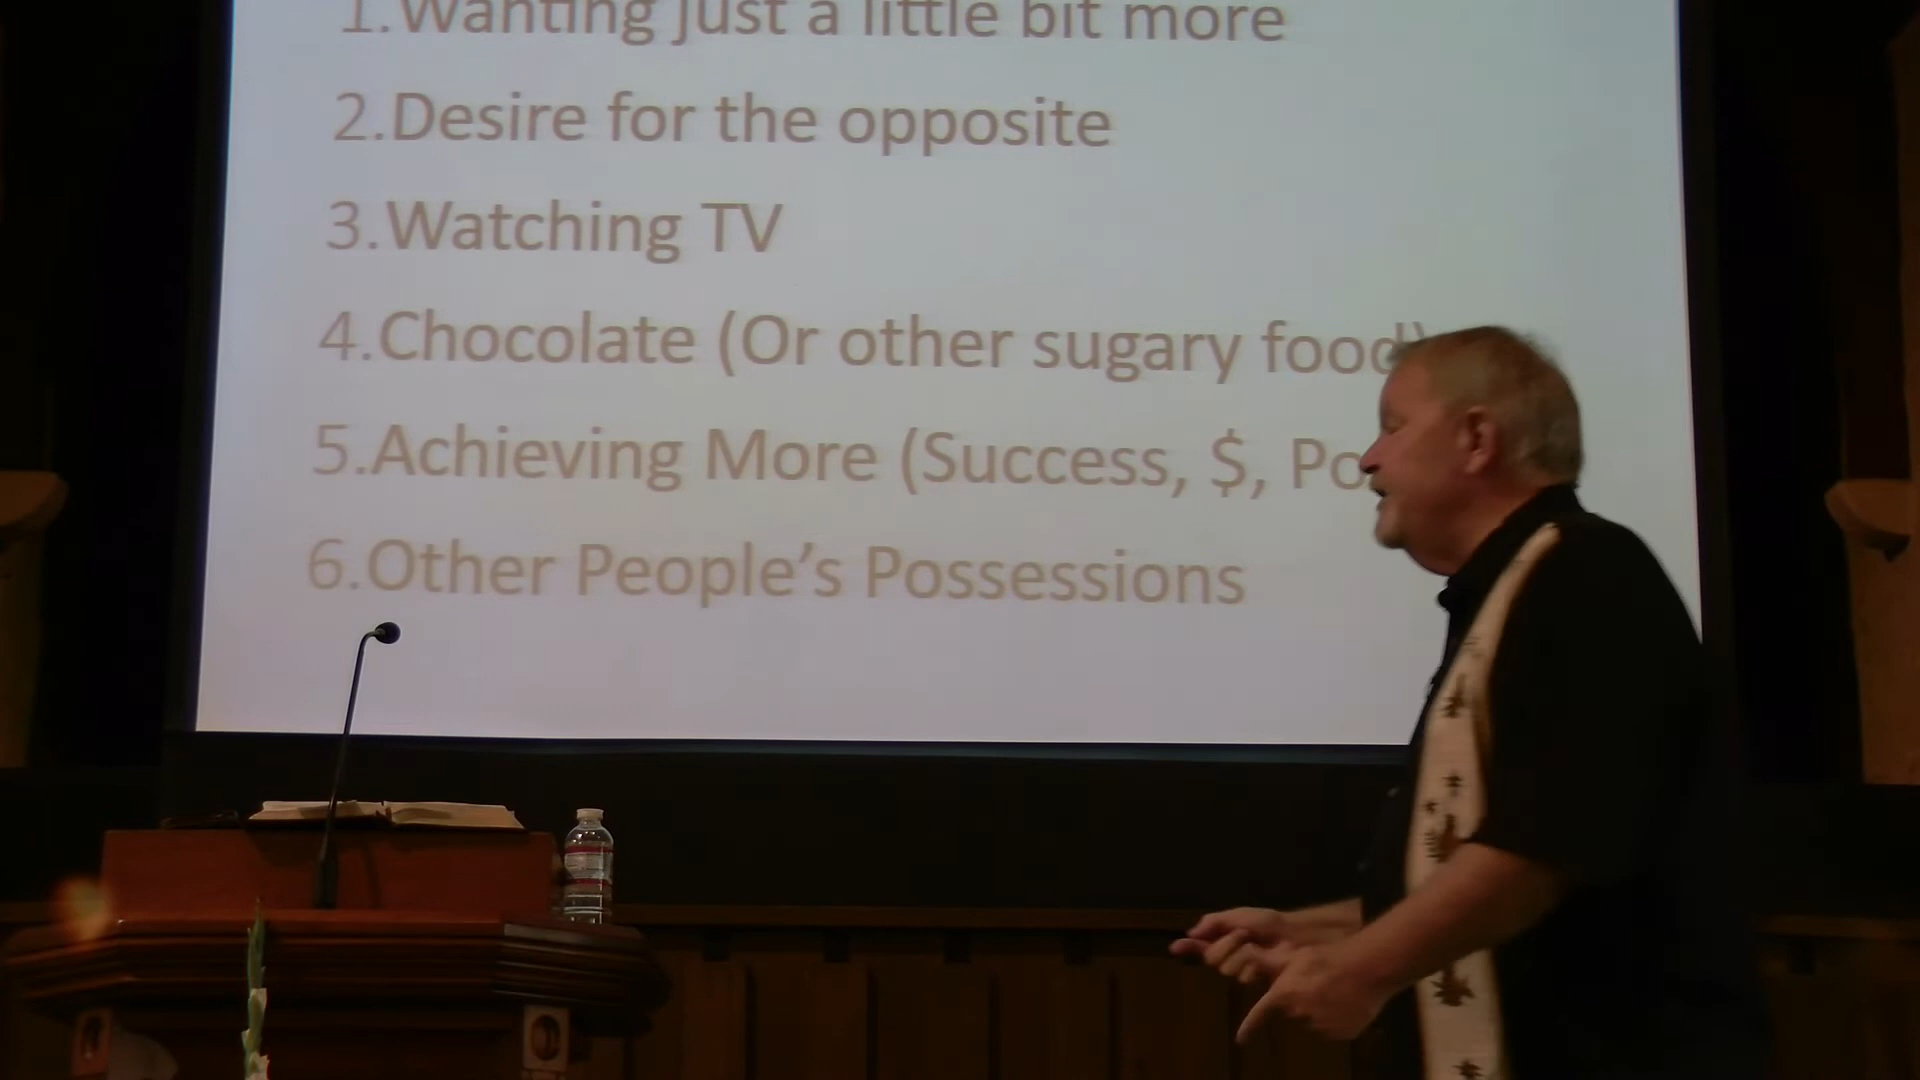 1.Wanting just a little bit more
2.Desire for the opposite
3.Watching TV
4.Chocolate (Or other sugary food)
5.Achieving More (Success, $,
6.Other People's Possessions